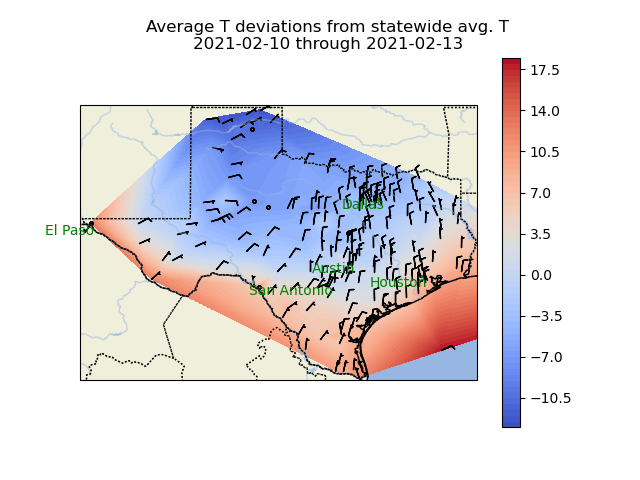 Average T deviations from statewide avg. T
2021-02-10 through 2021-02-13
17.5
14.0
10.5
7.0
3.5
0.0
−3.5
−7.0
−10.5
Dallas
El Paso
Austin
San Antonio
Houston